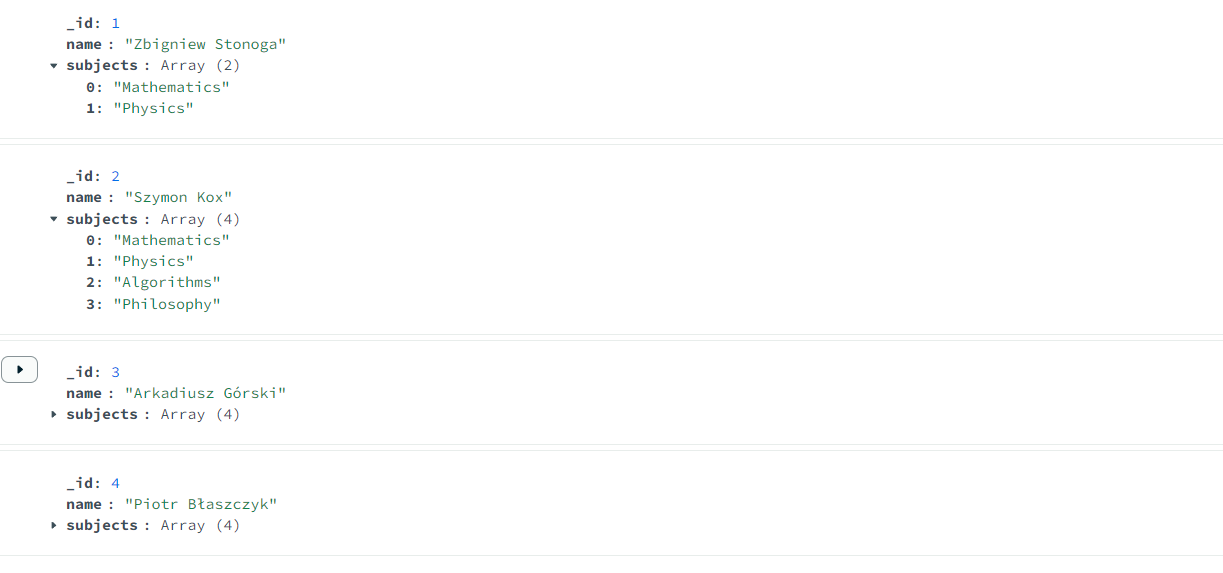 _id: 1
name : "Zbigniew Stonoga"
subjects : Array (2)
0: "Mathematics"
1: "Physics"
_id: 2
name : "Szymon Kox"
subjects : Array (4)
0: "Mathematics"
1: "Physics"
2: "Algorithms"
3: "Philosophy"
_id: 3
name : "Arkadiusz Górski"
subjects : Array (4)
_id: 4
name : "Piotr Błaszczyk"
subjects : Array (4)